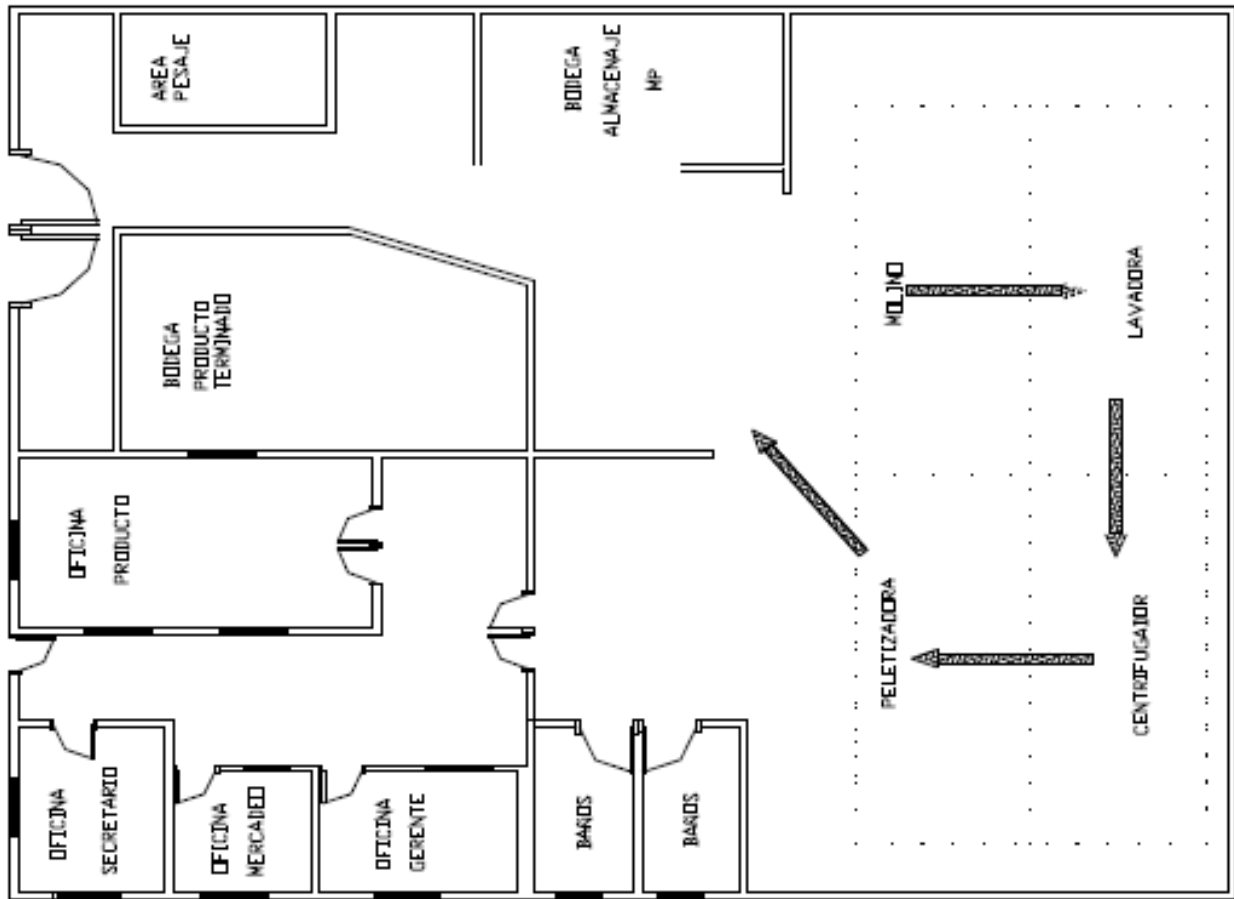 AREA
PESAJE
BODEGA
ALMACENAJE
MP
BODEGA
PRODUCTO
TERMINADO
MOLINO
LAVADORA
OFICINA
PRODUCTO
PELETIZADORA
CENTRIFUGADOR
OFICINA
SECRETARIO
OFICINA
MERCADEO
OFICINA
GERENTE
BAÑOS
BAÑOS